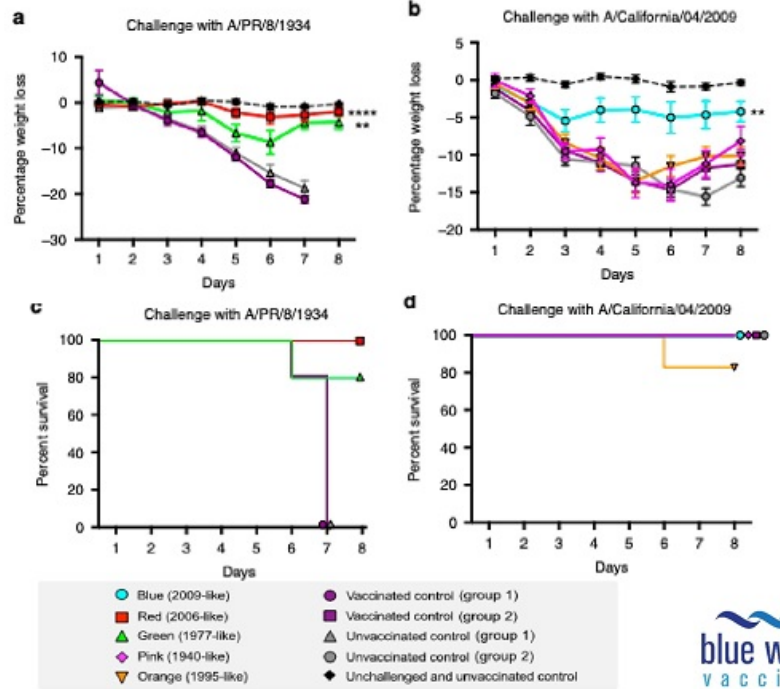 a
Challenge with A/PR/8/1934
10
0
−10
−20
−30
Percentage weight loss
****
**
1 2 3 4 5 6 7 8
Days
b
Challenge with A/California/04/2009
5
0
−5
−10
−15
−20
Percentage weight loss
**
1 2 3 4 5 6 7 8
Days
c
Challenge with A/PR/8/1934
100
80
60
40
20
0
Percent survival
1 2 3 4 5 6 7 8
Days
d
Challenge with A/California/04/2009
100
80
60
40
20
0
Percent survival
1 2 3 4 5 6 7 8
Days
Blue (2009-like)
Red (2006-like)
Green (1977-like)
Pink (1940-like)
Orange (1995-like)
Vaccinated control (group 1)
Vaccinated control (group 2)
Unvaccinated control (group 1)
Unvaccinated control (group 2)
Unchallenged and unvaccinated control
blue w
vacci